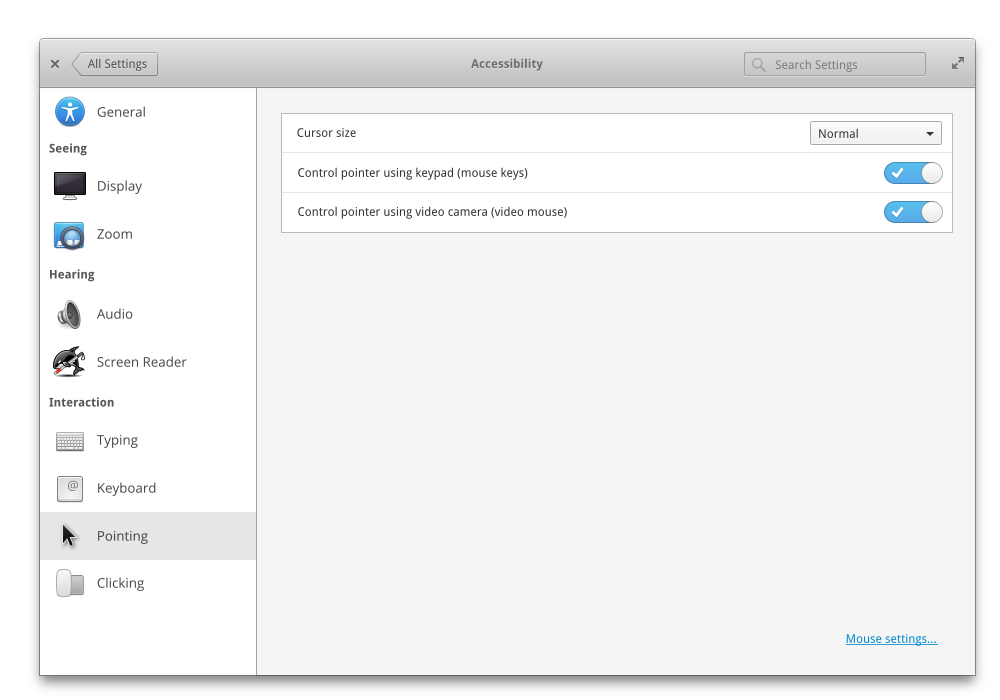 All Settings
Accessibility
Search Settings
General
Seeing
Display
Zoom
Hearing
Audio
Screen Reader
Interaction
Typing
@
Keyboard
Pointing
Clicking
Cursor size
Normal
Control pointer using keypad (mouse keys)
Control pointer using video camera (video mouse)
Mouse settings...